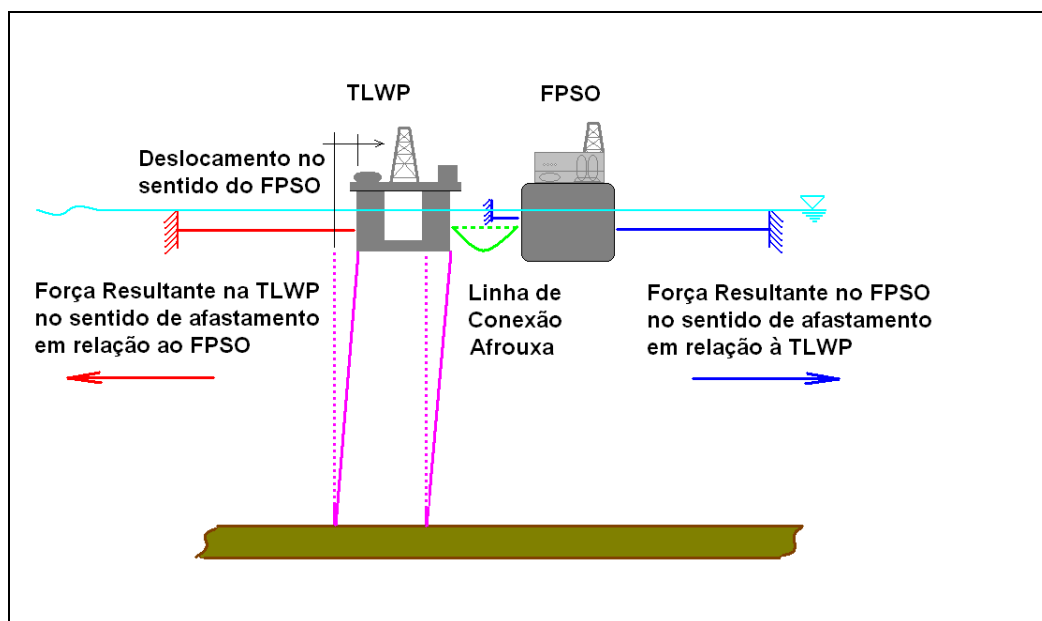 TLWP
FPSO
Deslocamento no
sentido do FPSO
Força Resultante na TLWP
no sentido de afastamento
em relação ao FPSO
Linha de
Conexão
Afrouxa
Força Resultante no FPSO
no sentido de afastamento
em relação à TLWP